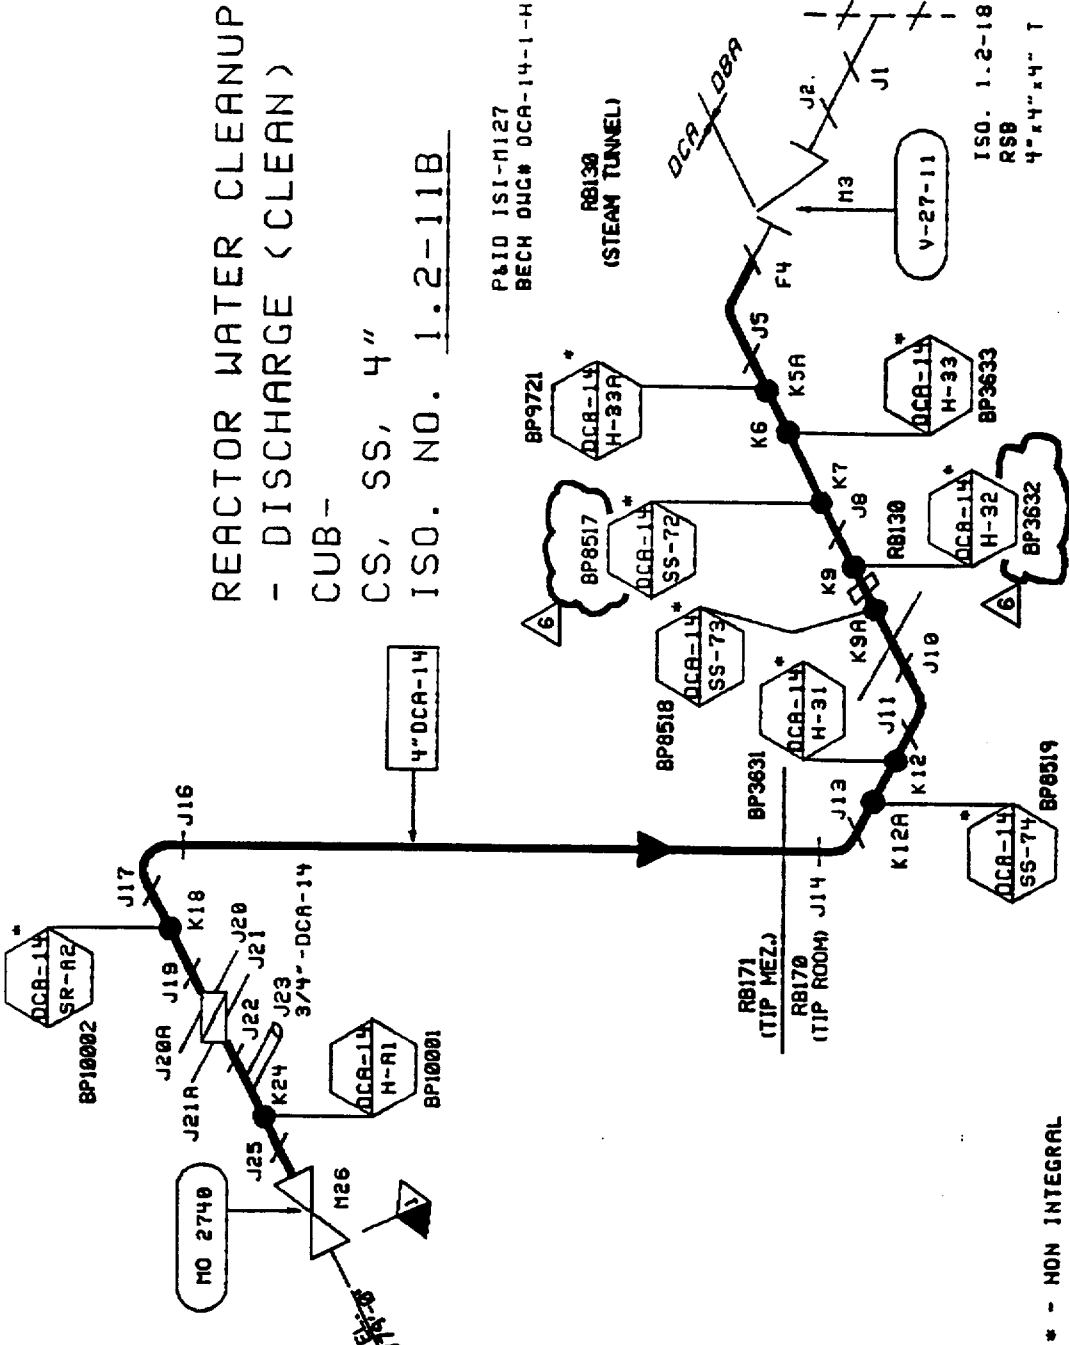 REACTOR WATER CLEANUP
- DISCHARGE (CLEAN)
CUB-
CS, SS, 4"
ISO. NO. 1.2-11B
P&ID ISI-M127
BECH DWG# DCA-14-1-H
RB130
(STEAM TUNNEL)
DCA
DBA
J2.
J1
M3
V-27-11
ISO. 1.2-18
RSB
4"x4"x4" T
F4
J5
K5A
K6
K7
J8
K9
RB130
K9A
J10
J11
K12
K12A
J13
J14
BP9721
*
DCA-14
H-33A
*
DCA-14
H-33
BP3633
BP8517
*
DCA-14
SS-72
6
*
DCA-14
H-32
BP3632
6
*
DCA-14
SS-73
BP8518
*
DCA-14
H-31
BP3631
*
DCA-14
SS-74
BP8519
4"DCA-14
RB171
(TIP MEZ.)
RB170
(TIP ROOM)
J16
J17
K18
*
DCA-14
SR-A2
BP10002
J19
J20
J20A
J21
J21A
J22
J23
3/4"-DCA-14
K24
DCA-14
H-A1
BP10001
J25
M26
MO 2740
* - NON INTEGRAL